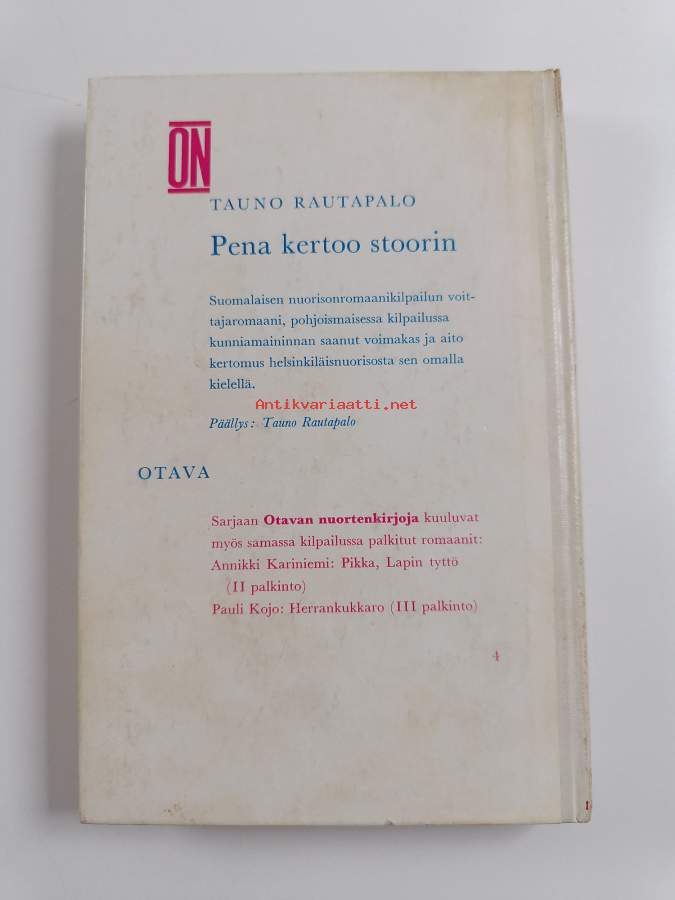 ON
TAUNO RAUTAPALO
Pena kertoo stoorin
Suomalaisen nuorisonromaanikilpailun voit-
tajaromaani, pohjoismaisessa kilpailussa
kunniamaininnan saanut voimakas ja aito
kertomus helsinkiläisnuorisosta sen omalla
kielellä.
Antikvariaatti.net
Päällys: Tauno Rautapalo
OTAVA
Sarjaan Otavan nuortenkirjoja kuuluvat
myös samassa kilpailussa palkitut romaanit:
Annikki Kariniemi: Pikka, Lapin tyttö
(II palkinto)
Pauli Kojo: Herrankukkaro (III palkinto)
4